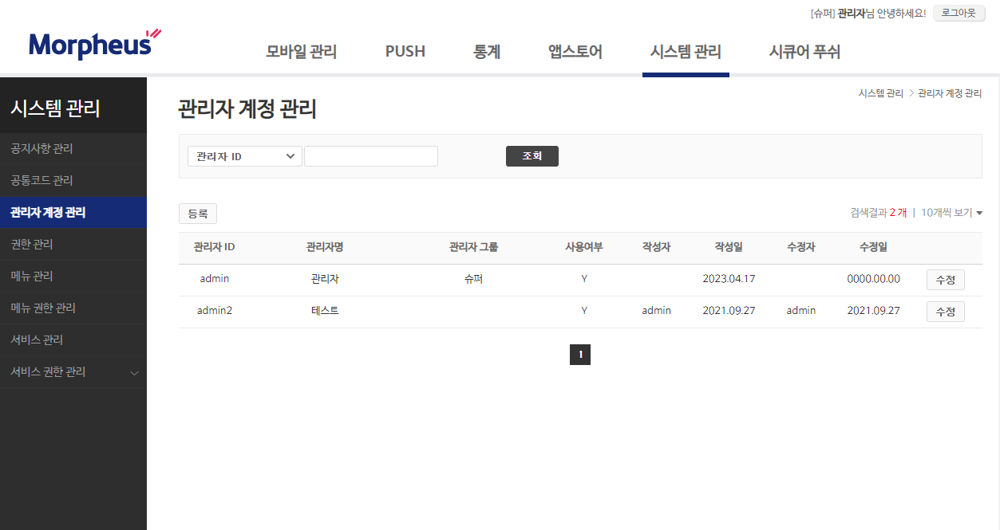 [슈퍼] 관리자님 안녕하세요! 로그아웃
Morpheus
모바일 관리 PUSH 통계 앱스토어 시스템 관리 시큐어 푸쉬
시스템 관리
공지사항 관리
공통코드 관리
관리자 계정 관리
권한 관리
메뉴 관리
메뉴 권한 관리
서비스 관리
서비스 권한 관리
시스템 관리 > 관리자 계정 관리
관리자 계정 관리
관리자 ID 조회
등록 검색결과 2 개 | 10개씩 보기
관리자 ID 관리자명 관리자 그룹 사용여부 작성자 작성일 수정자 수정일
admin 관리자 슈퍼 Y 2023.04.17 0000.00.00 수정
admin2 테스트 Y admin 2021.09.27 admin 2021.09.27 수정
1